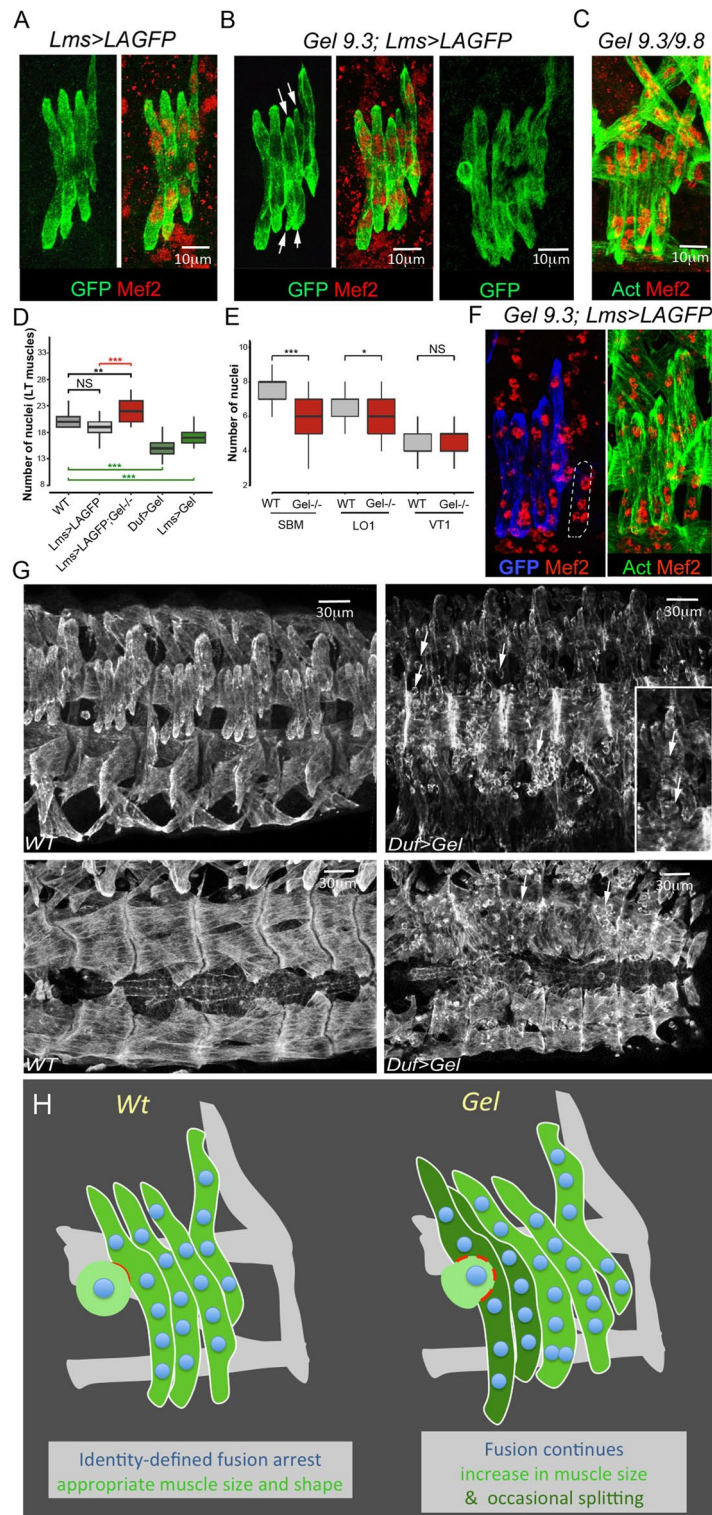 A
Lms>LAGFP
B
Gel 9.3; Lms>LAGFP
C
Gel 9.3/9.8
10µm
10µm
10µm
10µm
GFP Mef2
GFP Mef2
GFP
Act Mef2
D
Number of nuclei (LT muscles)
33
28
23
18
13
8
***
**
NS
***
***
WT
Lms>LAGFP
Lms>LAGFP;Gel-/-
Duf>Gel
Lms>Gel
E
Number of nuclei
10
8
6
4
2
***
*
NS
WT Gel-/- WT Gel-/- WT Gel-/-
SBM LO1 VT1
F
Gel 9.3; Lms>LAGFP
GFP Mef2
Act Mef2
G
30µm
30µm
WT
Duf>Gel
30µm
30µm
WT
Duf>Gel
H
Wt
Gel
Identity-defined fusion arrest
appropriate muscle size and shape
Fusion continues
increase in muscle size
& occasional splitting